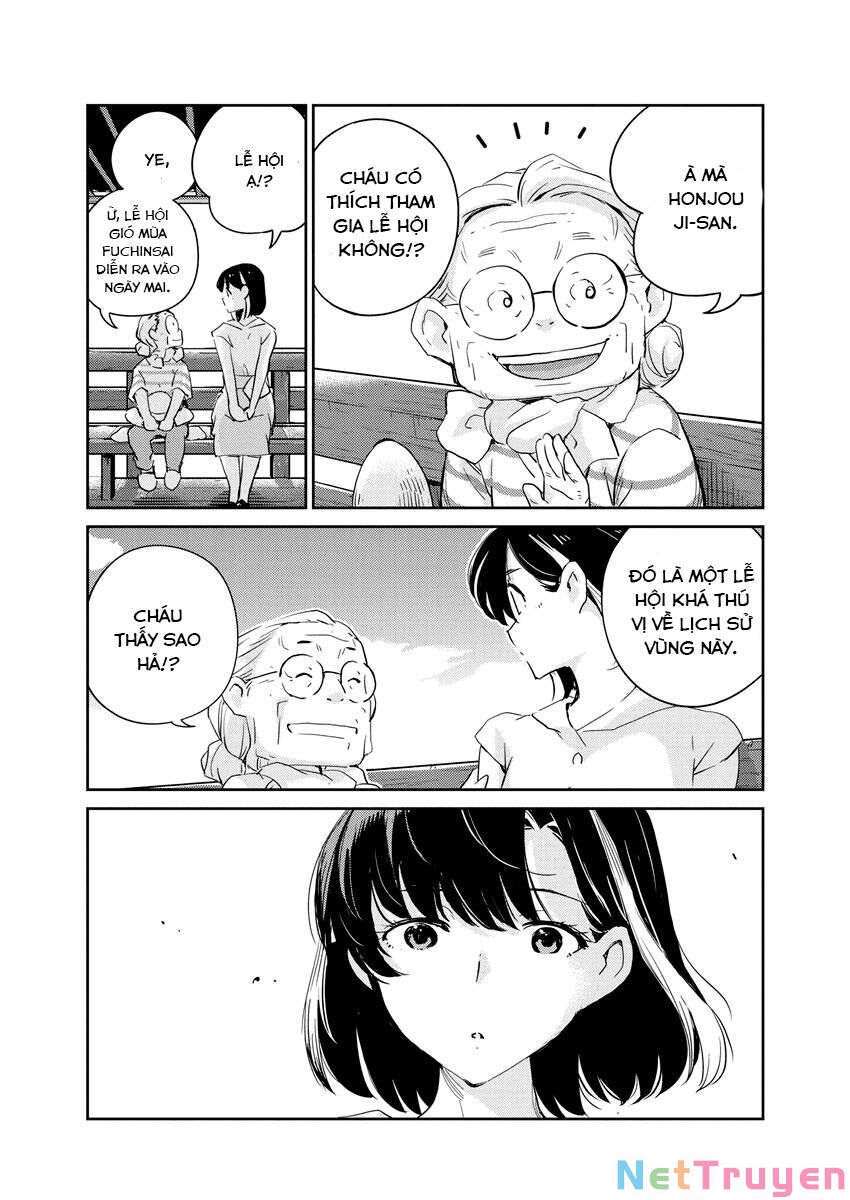 À MÀ
HONJOU
JI-SAN.
CHÁU CÓ
THÍCH THAM
GIA LỄ HỘI
KHÔNG!?
LỄ HỘI
Ạ!?
YE,
Ừ, LỄ HỘI
GIÓ MÙA
FUCHINSAI
DIỄN RA VÀO
NGÀY MAI.
ĐÓ LÀ MỘT LỄ
HỘI KHÁ THÚ
VỊ VỀ LỊCH SỬ
VÙNG NÀY.
CHÁU
THẤY SAO
HẢ!?
NetTruyen